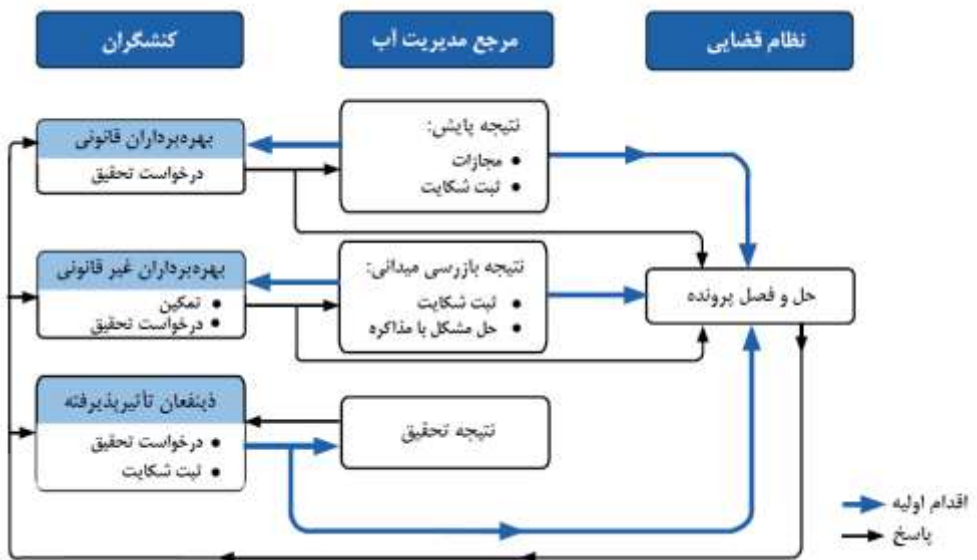 نظام قضایی
مرجع مدیریت آب
کنشگران
نتیجه پایش:
● مجازات
● ثبت شکایت
بهره‌برداران قانونی
درخواست تحقیق
نتیجه بازرسی میدانی:
● ثبت شکایت
● حل مشکل با مذاکره
بهره‌برداران غیر قانونی
● تمکین
● درخواست تحقیق
حل و فصل پرونده
نتیجه تحقیق
ذینفعان تأثیرپذیرفته
● درخواست تحقیق
● ثبت شکایت
اقدام اولیه
پاسخ